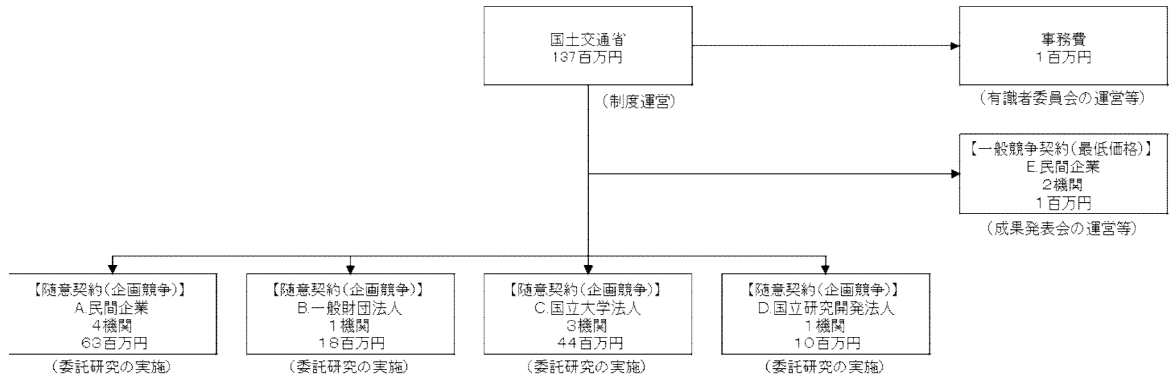 国土交通省
137百万円
（制度運営）
事務費
1百万円
（有識者委員会の運営等）
【一般競争契約（最低価格）】
E.民間企業
2機関
1百万円
（成果発表会の運営等）
【随意契約（企画競争）】
A.民間企業
4機関
63百万円
（委託研究の実施）
【随意契約（企画競争）】
B.一般財団法人
1機関
18百万円
（委託研究の実施）
【随意契約（企画競争）】
C.国立大学法人
3機関
44百万円
（委託研究の実施）
【随意契約（企画競争）】
D.国立研究開発法人
1機関
10百万円
（委託研究の実施）